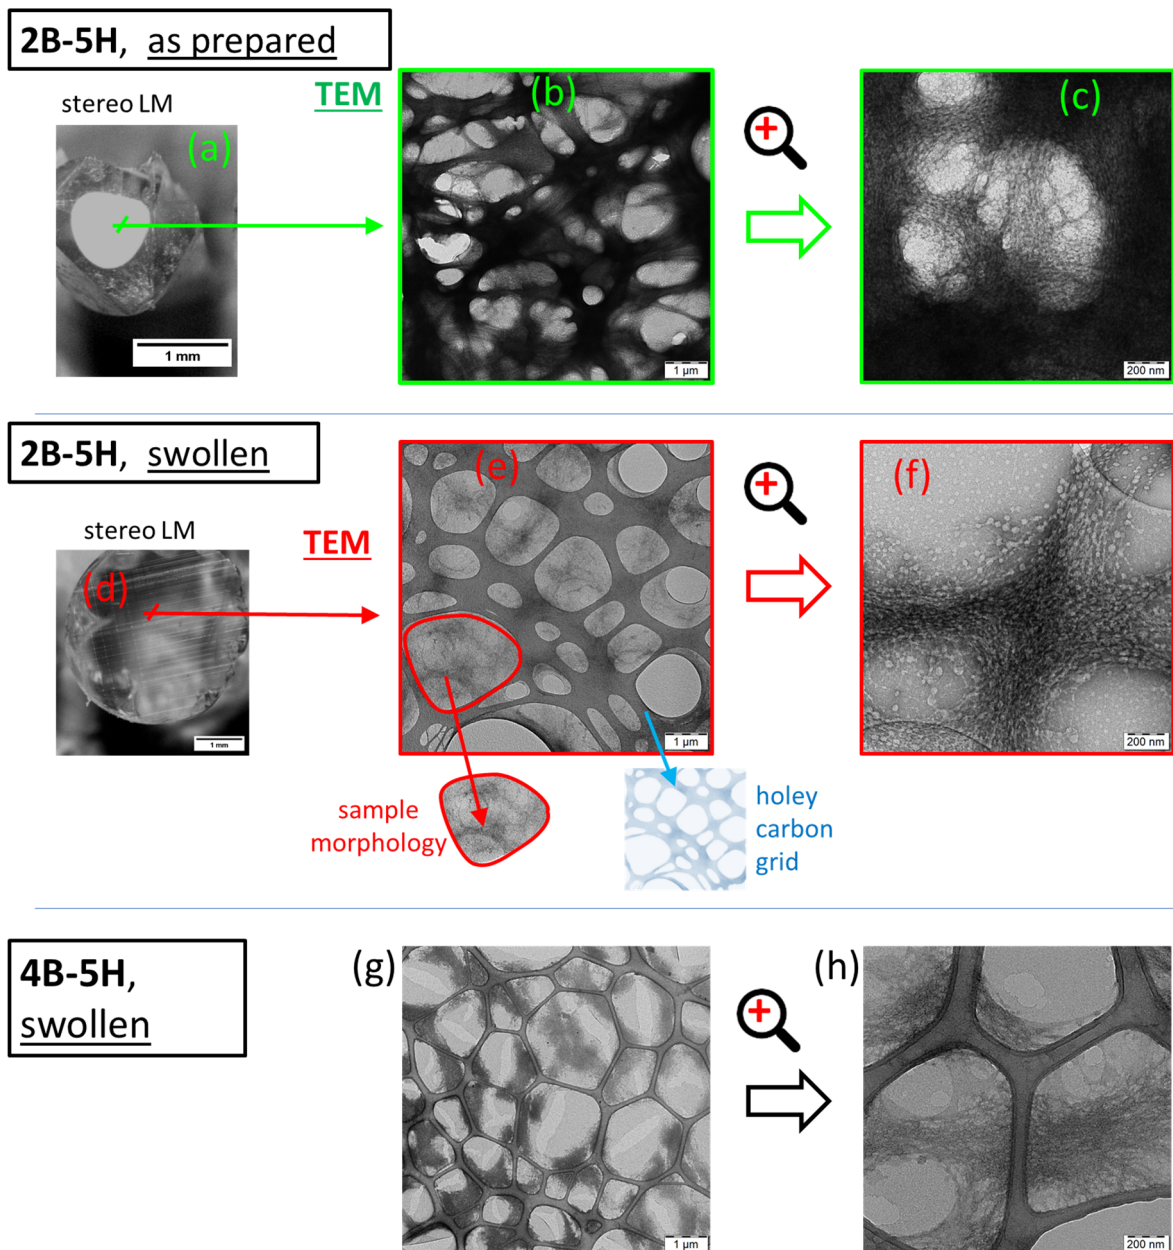 2B-5H, as prepared
stereo LM
TEM
(a)
(b)
(c)
1 mm
1 µm
200 nm
2B-5H, swollen
stereo LM
TEM
(d)
(e)
(f)
1 mm
1 µm
200 nm
sample
morphology
holey
carbon
grid
4B-5H,
swollen
(g)
(h)
1 µm
200 nm